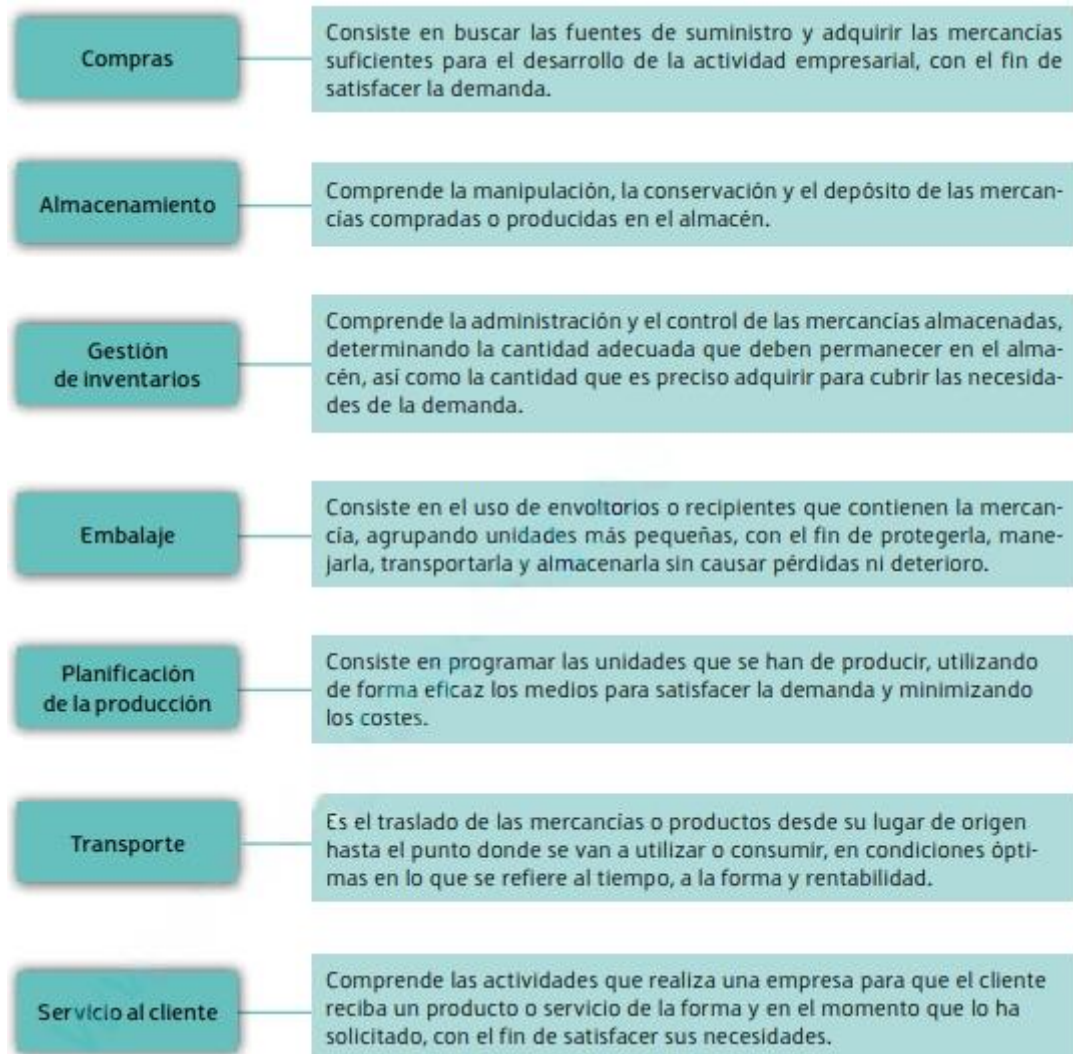 Compras
Consiste en buscar las fuentes de suministro y adquirir las mercancías
suficientes para el desarrollo de la actividad empresarial, con el fin de
satisfacer la demanda.
Almacenamiento
Comprende la manipulación, la conservación y el depósito de las mercan-
cías compradas o producidas en el almacén.
Gestión
de inventarios
Comprende la administración y el control de las mercancías almacenadas,
determinando la cantidad adecuada que deben permanecer en el alma-
cén, así como la cantidad que es preciso adquirir para cubrir las necesida-
des de la demanda.
Embalaje
Consiste en el uso de envoltorios o recipientes que contienen la mercan-
cía, agrupando unidades más pequeñas, con el fin de protegerla, mane-
jarla, transportarla y almacenarla sin causar pérdidas ni deterioro.
Planificación
de la producción
Consiste en programar las unidades que se han de producir, utilizando
de forma eficaz los medios para satisfacer la demanda y minimizando
los costes.
Transporte
Es el traslado de las mercancías o productos desde su lugar de origen
hasta el punto donde se van a utilizar o consumir, en condiciones ópti-
mas en lo que se refiere al tiempo, a la forma y rentabilidad.
Servicio al cliente
Comprende las actividades que realiza una empresa para que el cliente
reciba un producto o servicio de la forma y en el momento que lo ha
solicitado, con el fin de satisfacer sus necesidades.